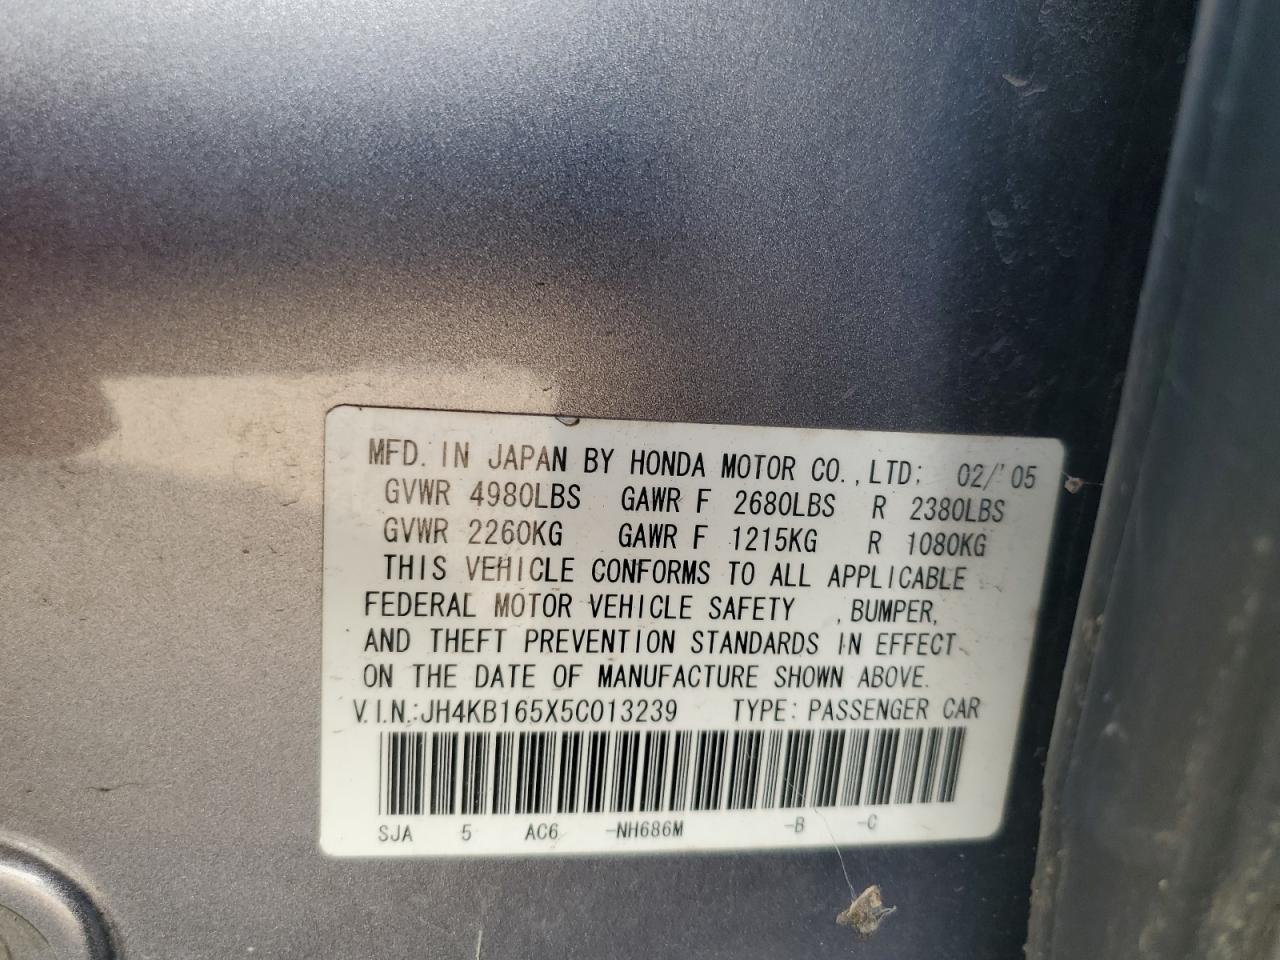 MFD. IN JAPAN BY HONDA MOTOR CO., LTD; 02/'05
GVWR 4980LBS GAWR F 2680LBS R 2380LBS
GVWR 2260KG GAWR F 1215KG R 1080KG
THIS VEHICLE CONFORMS TO ALL APPLICABLE
FEDERAL MOTOR VEHICLE SAFETY , BUMPER,
AND THEFT PREVENTION STANDARDS IN EFFECT
ON THE DATE OF MANUFACTURE SHOWN ABOVE.
V.I.N.:JH4KB165X5C013239 TYPE: PASSENGER CAR
SJA 5 AC6 -NH686M -B -C